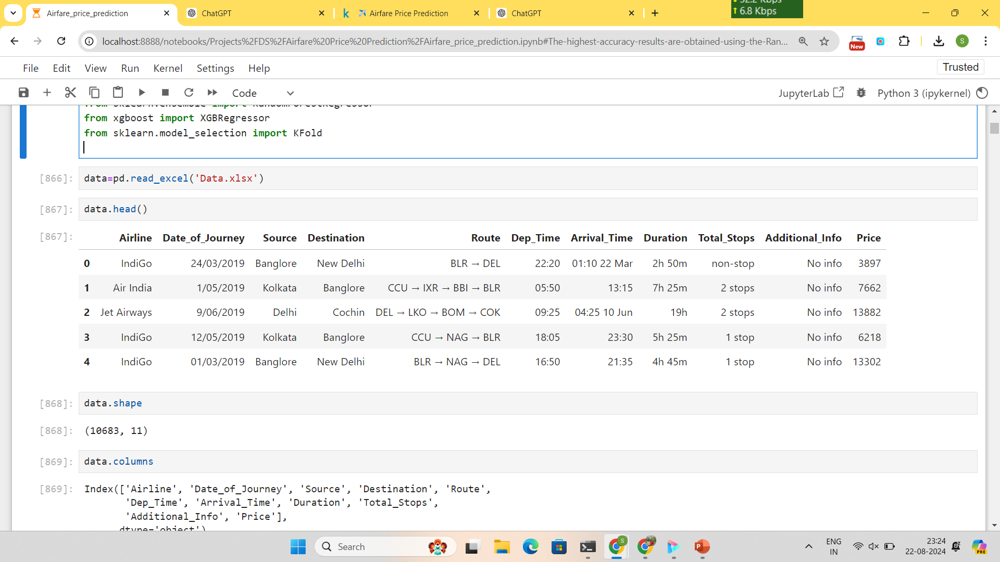 Airfare_price_prediction
ChatGPT
Airfare Price Prediction
ChatGPT
6.8 Kbps
localhost:8888/notebooks/Projects%2FDS%2FAirfare%20Price%20Prediction%2FAirfare_price_prediction.ipynb#The-highest-accuracy-results-are-obtained-using-the-Ran...
New
S
File Edit View Run Kernel Settings Help
Trusted
Code
JupyterLab
Python 3 (ipykernel)
from sklearn.ensemble import RandomForestRegressor
from xgboost import XGBRegressor
from sklearn.model_selection import KFold
[866]: data=pd.read_excel('Data.xlsx')
[867]: data.head()
[867]: Airline Date_of_Journey Source Destination Route Dep_Time Arrival_Time Duration Total_Stops Additional_Info Price
0 IndiGo 24/03/2019 Banglore New Delhi BLR → DEL 22:20 01:10 22 Mar 2h 50m non-stop No info 3897
1 Air India 1/05/2019 Kolkata Banglore CCU → IXR → BBI → BLR 05:50 13:15 7h 25m 2 stops No info 7662
2 Jet Airways 9/06/2019 Delhi Cochin DEL → LKO → BOM → COK 09:25 04:25 10 Jun 19h 2 stops No info 13882
3 IndiGo 12/05/2019 Kolkata Banglore CCU → NAG → BLR 18:05 23:30 5h 25m 1 stop No info 6218
4 IndiGo 01/03/2019 Banglore New Delhi BLR → NAG → DEL 16:50 21:35 4h 45m 1 stop No info 13302
[868]: data.shape
[868]: (10683, 11)
[869]: data.columns
[869]: Index(['Airline', 'Date_of_Journey', 'Source', 'Destination', 'Route',
'Dep_Time', 'Arrival_Time', 'Duration', 'Total_Stops',
'Additional_Info', 'Price'],
dtype='object')
Search
S
ENG
IN
23:24
22-08-2024
PRE